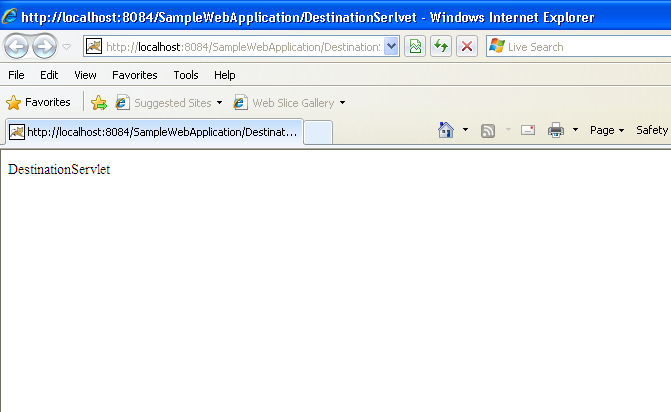 http://localhost:8084/SampleWebApplication/DestinationSerlvet - Windows Internet Explorer
http://localhost:8084/SampleWebApplication/Destination
Live Search
File Edit View Favorites Tools Help
Favorites Suggested Sites Web Slice Gallery
http://localhost:8084/SampleWebApplication/Destinat... Page Safety
DestinationServlet